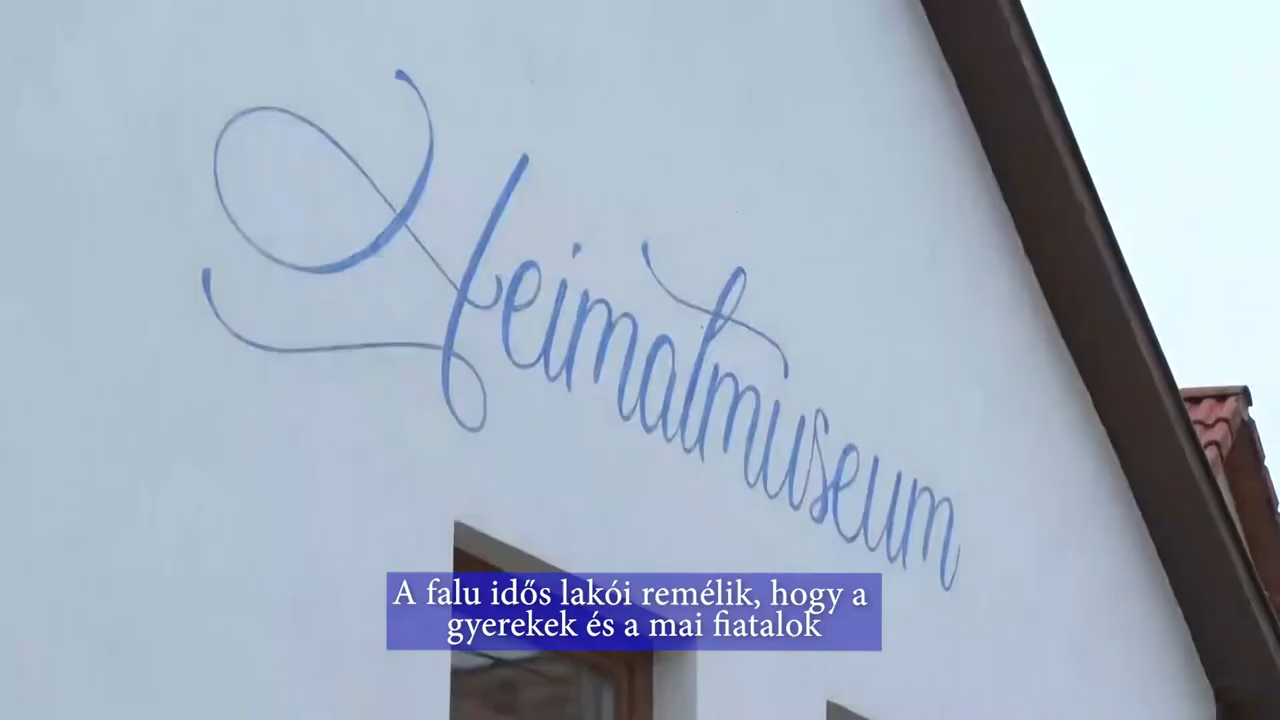 Heimatmuseum
A falu idős lakói remélik, hogy a
gyerekek és a mai fiatalok